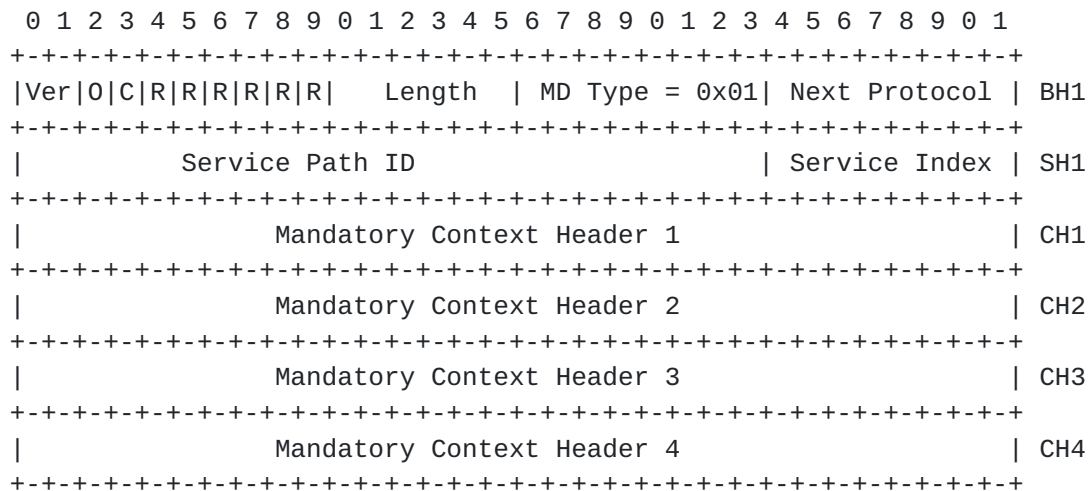 0 1 2 3 4 5 6 7 8 9 0 1 2 3 4 5 6 7 8 9 0 1 2 3 4 5 6 7 8 9 0 1
+-+-+-+-+-+-+-+-+-+-+-+-+-+-+-+-+-+-+-+-+-+-+-+-+-+-+-+-+-+-+-+-+
|Ver|O|C|R|R|R|R|R|R|   Length  | MD Type = 0x01| Next Protocol | BH1
+-+-+-+-+-+-+-+-+-+-+-+-+-+-+-+-+-+-+-+-+-+-+-+-+-+-+-+-+-+-+-+-+
|          Service Path ID                      | Service Index | SH1
+-+-+-+-+-+-+-+-+-+-+-+-+-+-+-+-+-+-+-+-+-+-+-+-+-+-+-+-+-+-+-+-+
|                Mandatory Context Header 1                     | CH1
+-+-+-+-+-+-+-+-+-+-+-+-+-+-+-+-+-+-+-+-+-+-+-+-+-+-+-+-+-+-+-+-+
|                Mandatory Context Header 2                     | CH2
+-+-+-+-+-+-+-+-+-+-+-+-+-+-+-+-+-+-+-+-+-+-+-+-+-+-+-+-+-+-+-+-+
|                Mandatory Context Header 3                     | CH3
+-+-+-+-+-+-+-+-+-+-+-+-+-+-+-+-+-+-+-+-+-+-+-+-+-+-+-+-+-+-+-+-+
|                Mandatory Context Header 4                     | CH4
+-+-+-+-+-+-+-+-+-+-+-+-+-+-+-+-+-+-+-+-+-+-+-+-+-+-+-+-+-+-+-+-+